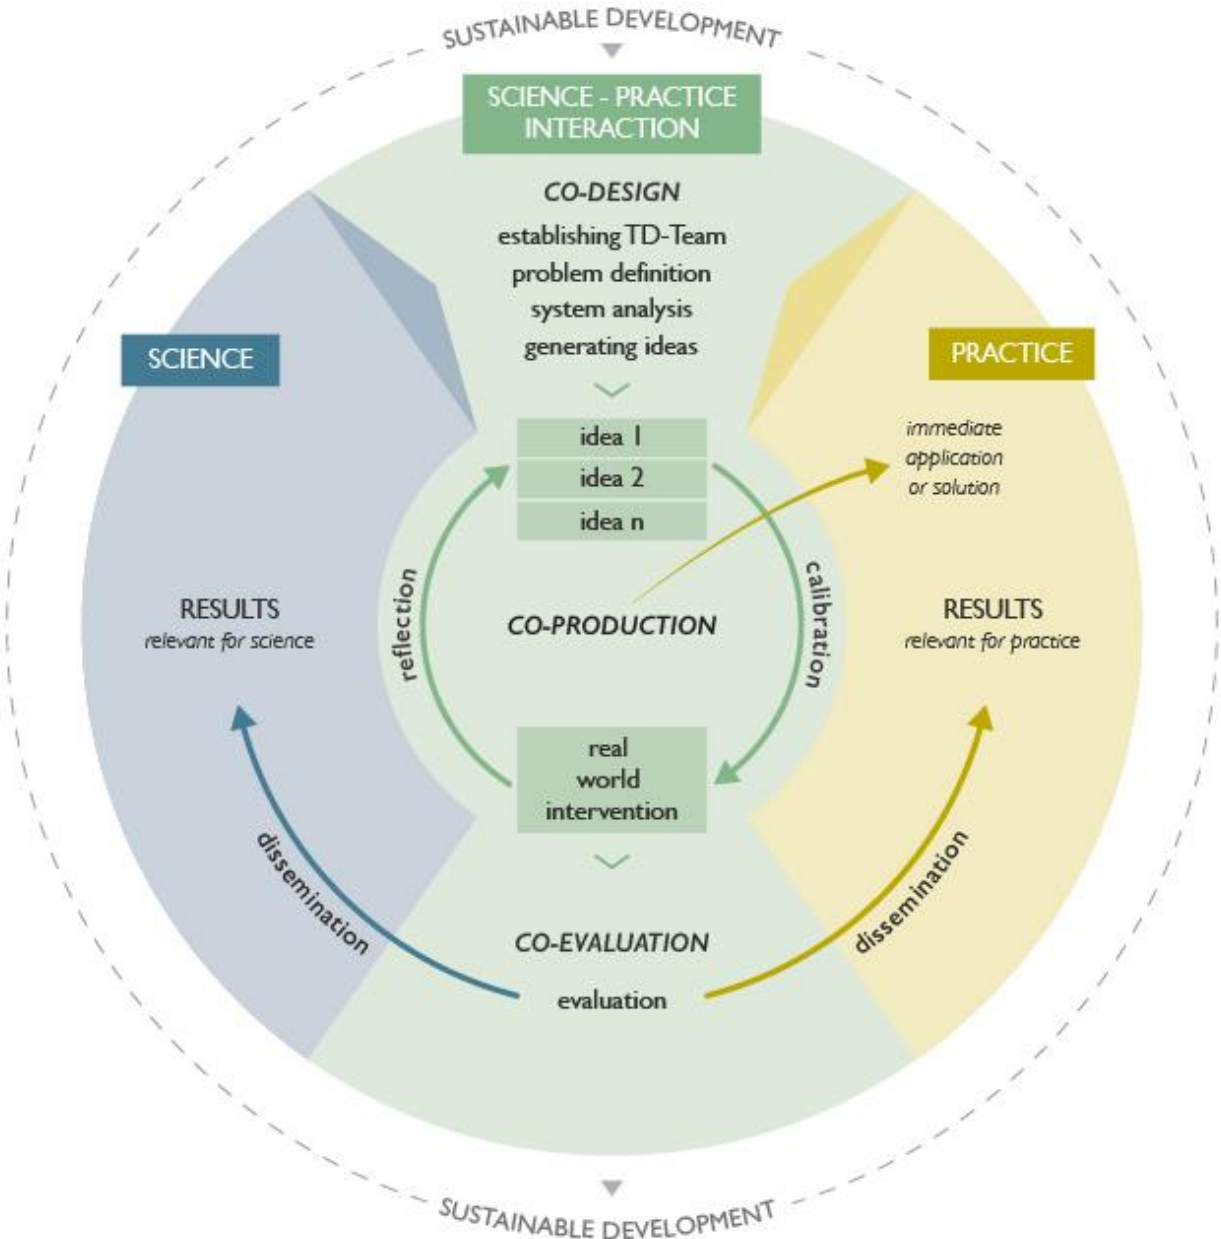 SUSTAINABLE DEVELOPMENT
SCIENCE - PRACTICE
INTERACTION
CO-DESIGN
establishing TD-Team
problem definition
system analysis
generating ideas
SCIENCE
PRACTICE
idea 1
idea 2
idea n
immediate
application
or solution
reflection
calibration
CO-PRODUCTION
RESULTS
relevant for science
RESULTS
relevant for practice
real
world
intervention
dissemination
dissemination
CO-EVALUATION
evaluation
SUSTAINABLE DEVELOPMENT